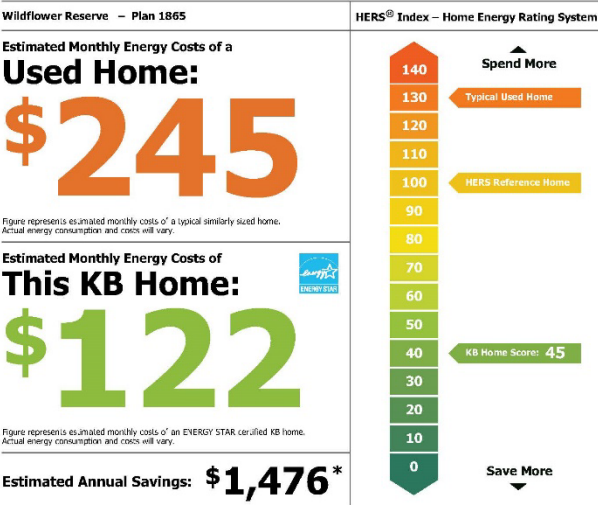 Wildflower Reserve – Plan 1865
Estimated Monthly Energy Costs of a
Used Home:
$245
Figure represents estimated monthly costs of a typical similarly sized home.
Actual energy consumption and costs will vary.
Estimated Monthly Energy Costs of
This KB Home:
energy
ENERGY STAR
$122
Figure represents estimated monthly costs of an ENERGY STAR certified KB home.
Actual energy consumption and costs will vary.
Estimated Annual Savings: $1,476*
HERS® Index – Home Energy Rating System
Spend More
140
130
Typical Used Home
120
110
100
HERS Reference Home
90
80
70
60
50
40
KB Home Score: 45
30
20
10
0
Save More